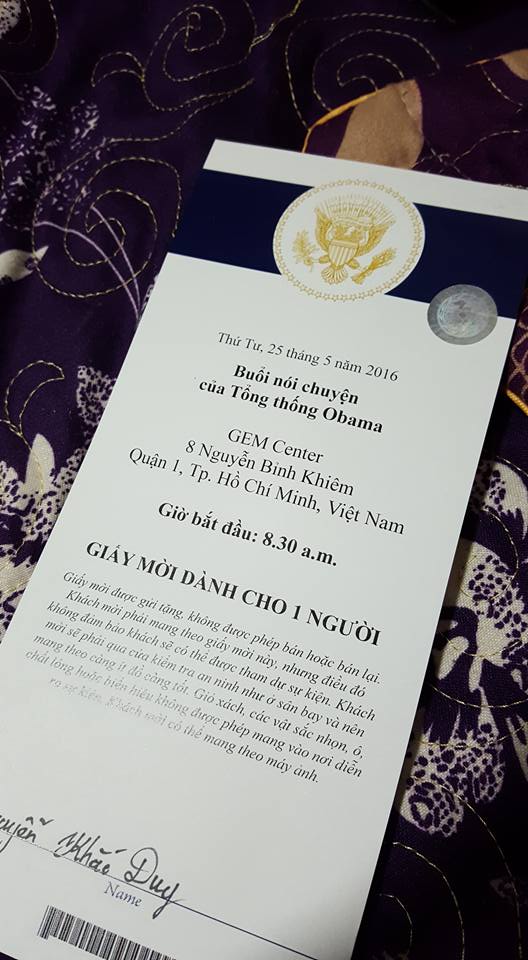 Thứ Tư, 25 tháng 5 năm 2016
Buổi nói chuyện
của Tổng thống Obama
GEM Center
8 Nguyễn Bỉnh Khiêm
Quận 1, Tp. Hồ Chí Minh, Việt Nam
Giờ bắt đầu: 8.30 a.m.
GIẤY MỜI DÀNH CHO 1 NGƯỜI
Giấy mời được gửi tặng, không được phép bán hoặc bán lại.
Khách mời phải mang theo giấy mời này, nhưng điều đó
không đảm bảo khách sẽ có thể được tham dự sự kiện. Khách
mời sẽ phải qua cửa kiểm tra an ninh như ở sân bay và nên
mang theo càng ít đồ càng tốt. Giỏ xách, các vật sắc nhọn, ô,
chất lỏng hoặc biển hiệu không được phép mang vào nơi diễn
ra sự kiện. Khách mời có thể mang theo máy ảnh.
Khắc Duy
Name